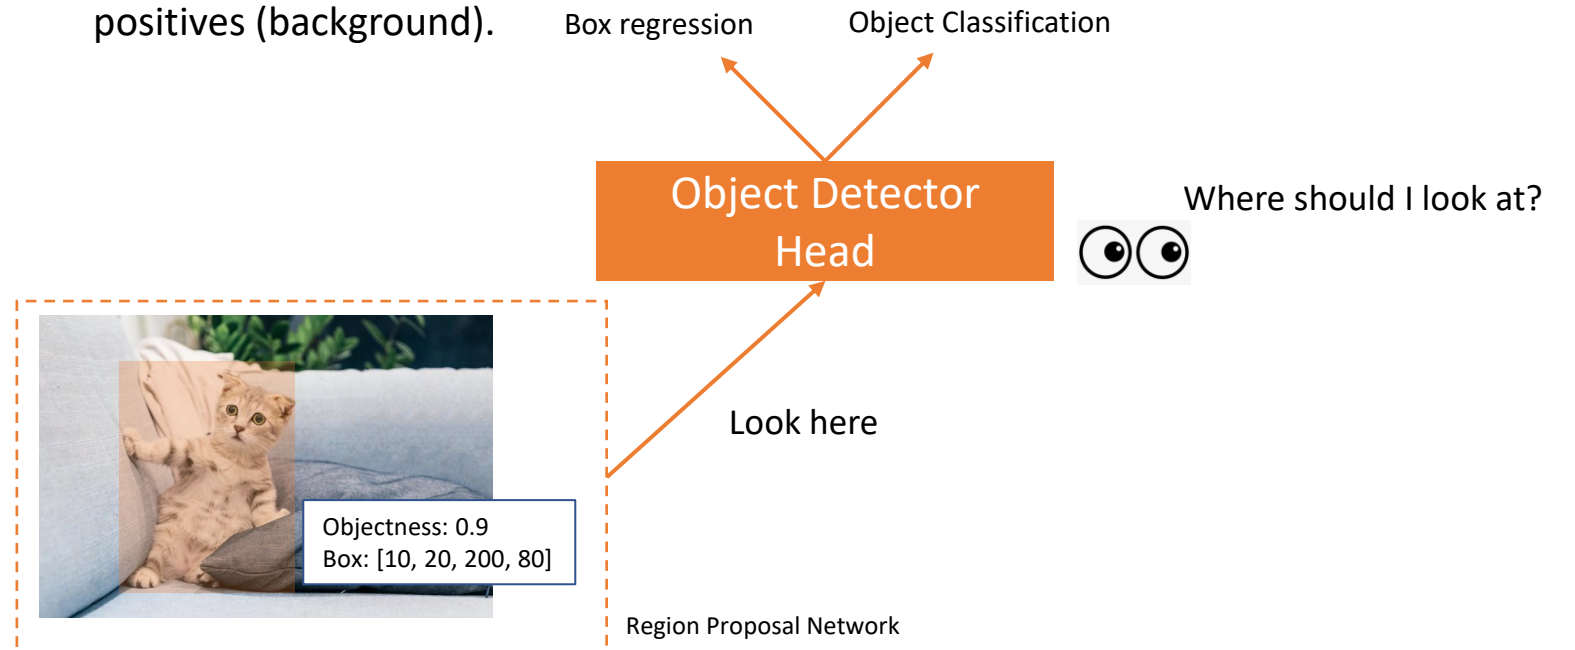 positives (background).
Box regression
Object Classification
Object Detector
Head
Where should I look at?
Look here
Objectness: 0.9
Box: [10, 20, 200, 80]
Region Proposal Network